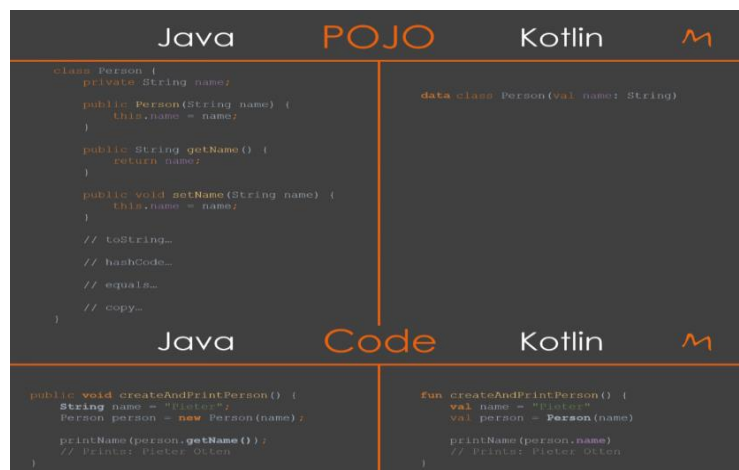 Java POJO Kotlin
class Person {
private String name;
public Person(String name) {
this.name = name;
}
public String getName() {
return name;
}
public void setName(String name) {
this.name = name;
}
// toString…
// hashCode…
// equals…
// copy…
}
data class Person(val name: String)
Java Code Kotlin
public void createAndPrintPerson() {
String name = "Pieter";
Person person = new Person(name);
printName(person.getName());
// Prints: Pieter Otten
}
fun createAndPrintPerson() {
val name = "Pieter"
val person = Person(name)
printName(person.name)
// Prints: Pieter Otten
}